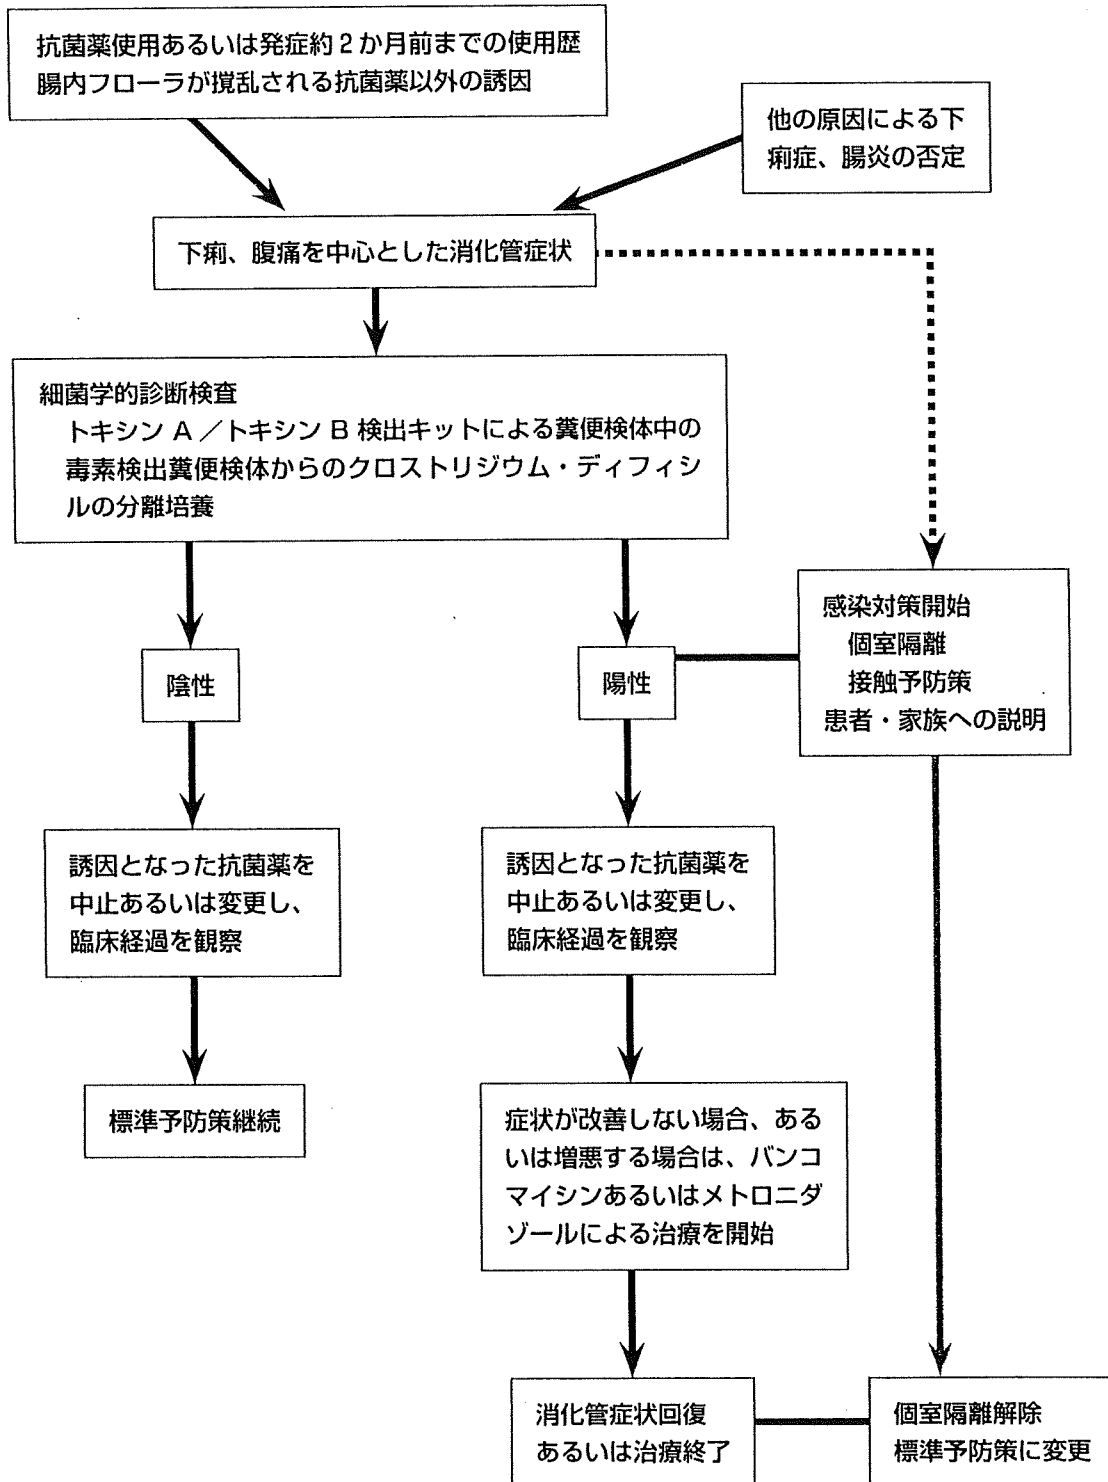 抗菌薬使用あるいは発症約2か月前までの使用歴
腸内フローラが撹乱される抗菌薬以外の誘因
他の原因による下
痢症、腸炎の否定
下痢、腹痛を中心とした消化管症状
細菌学的診断検査
トキシン A ／トキシン B 検出キットによる糞便検体中の
毒素検出糞便検体からのクロストリジウム・ディフィシ
ルの分離培養
陰性
陽性
感染対策開始
個室隔離
接触予防策
患者・家族への説明
誘因となった抗菌薬を
中止あるいは変更し、
臨床経過を観察
誘因となった抗菌薬を
中止あるいは変更し、
臨床経過を観察
標準予防策継続
症状が改善しない場合、ある
いは増悪する場合は、バンコ
マイシンあるいはメトロニダ
ゾールによる治療を開始
消化管症状回復
あるいは治療終了
個室隔離解除
標準予防策に変更